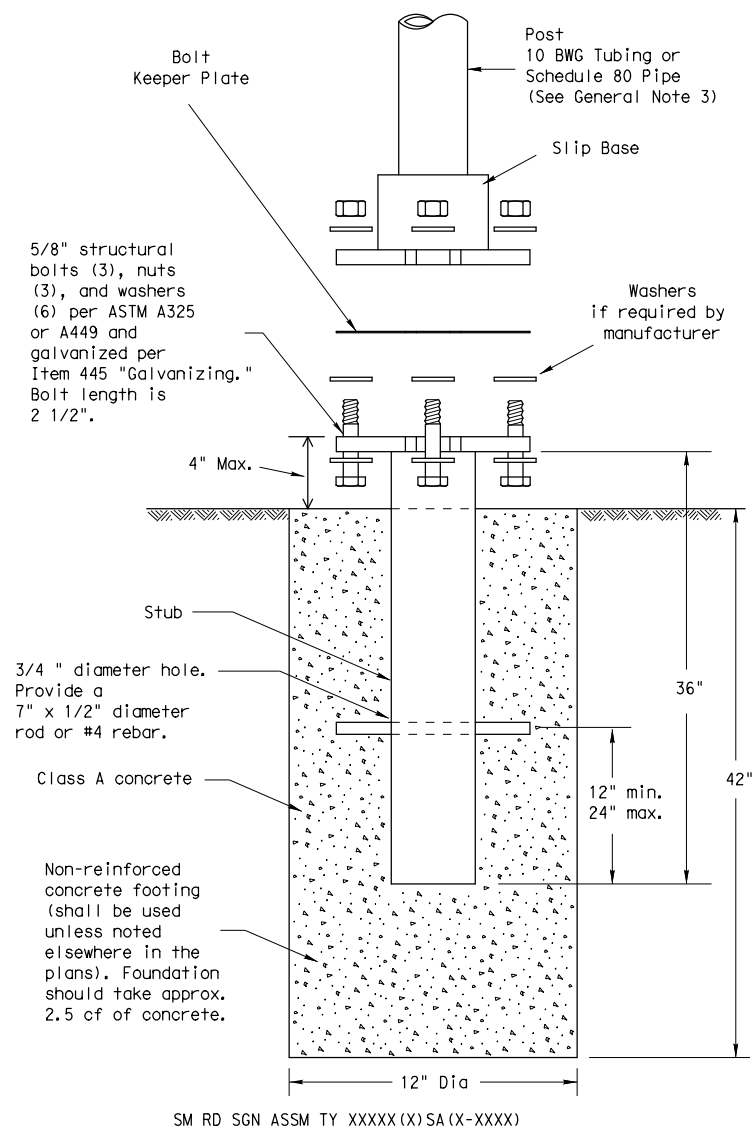 Post
10 BWG Tubing or
Schedule 80 Pipe
(See General Note 3)
Bolt
Keeper Plate
Slip Base
5/8" structural
bolts (3), nuts
(3), and washers
(6) per ASTM A325
or A449 and
galvanized per
Item 445 "Galvanizing."
Bolt length is
2 1/2".
Washers
if required by
manufacturer
4" Max.
Stub
3/4 " diameter hole.
Provide a
7" x 1/2" diameter
rod or #4 rebar.
36"
Class A concrete
12" min.
24" max.
42"
Non-reinforced
concrete footing
(shall be used
unless noted
elsewhere in the
plans). Foundation
should take approx.
2.5 cf of concrete.
12" Dia
SM RD SGN ASSM TY XXXXX(X)SA(X-XXXX)